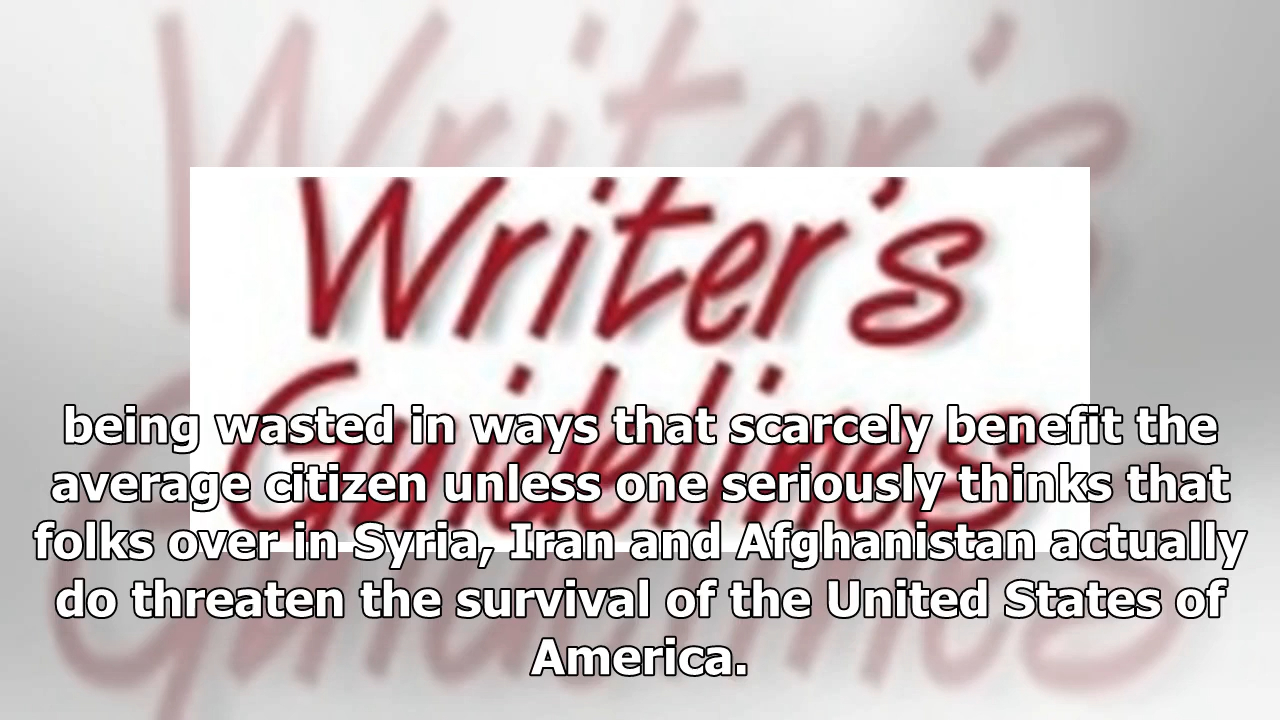 Writer's
Guidelines
being wasted in ways that scarcely benefit the
average citizen unless one seriously thinks that
folks over in Syria, Iran and Afghanistan actually
do threaten the survival of the United States of
America.